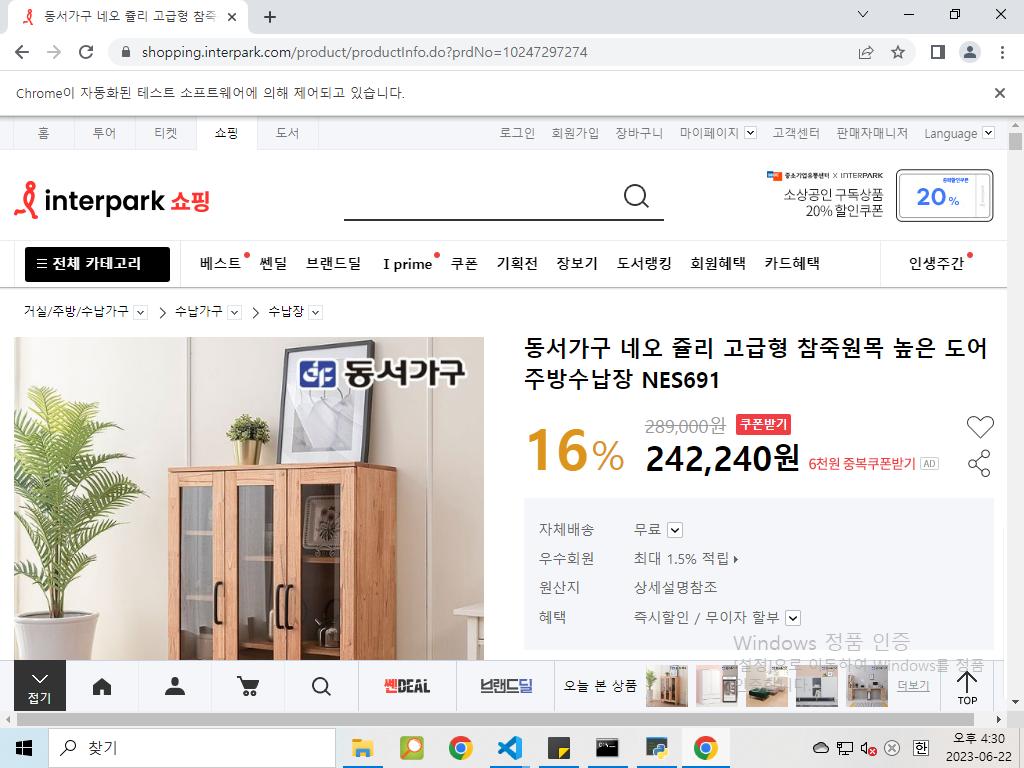 동서가구 네오 쥴리 고급형 참죽
shopping.interpark.com/product/productInfo.do?prdNo=10247297274
Chrome이 자동화된 테스트 소프트웨어에 의해 제어되고 있습니다.
홈 투어 티켓 쇼핑 도서 로그인 회원가입 장바구니 마이페이지 고객센터 판매자매니저 Language
중소기업유통센터 X INTERPARK
interpark 쇼핑
소상공인 구독상품
20% 할인쿠폰
20%
전체 카테고리 베스트 쎈딜 브랜드딜 I prime 쿠폰 기획전 장보기 도서랭킹 회원혜택 카드혜택 인생주간
거실/주방/수납가구 수납가구 수납장
동서가구
동서가구 네오 쥴리 고급형 참죽원목 높은 도어
주방수납장 NES691
289,000원 쿠폰받기
16% 242,240원 6천원 중복쿠폰받기 AD
자체배송 무료
우수회원 최대 1.5% 적립
원산지 상세설명참조
혜택 즉시할인 / 무이자 할부
Windows 정품 인증
[설정]으로 이동하여 Windows를 정품
접기 쎈DEAL 브랜드딜 오늘 본 상품 더보기 TOP
찾기
한
오후 4:30
2023-06-22